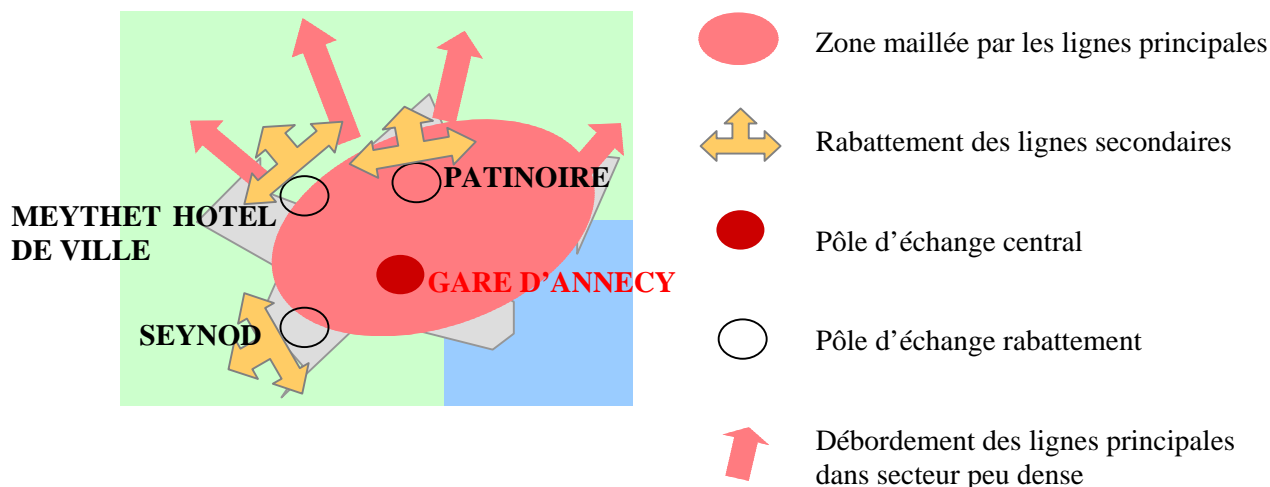 PATINOIRE
MEYTHET HOTEL
DE VILLE
GARE D'ANNECY
SEYNOD
Zone maillée par les lignes principales
Rabattement des lignes secondaires
Pôle d'échange central
Pôle d'échange rabattement
Débordement des lignes principales
dans secteur peu dense